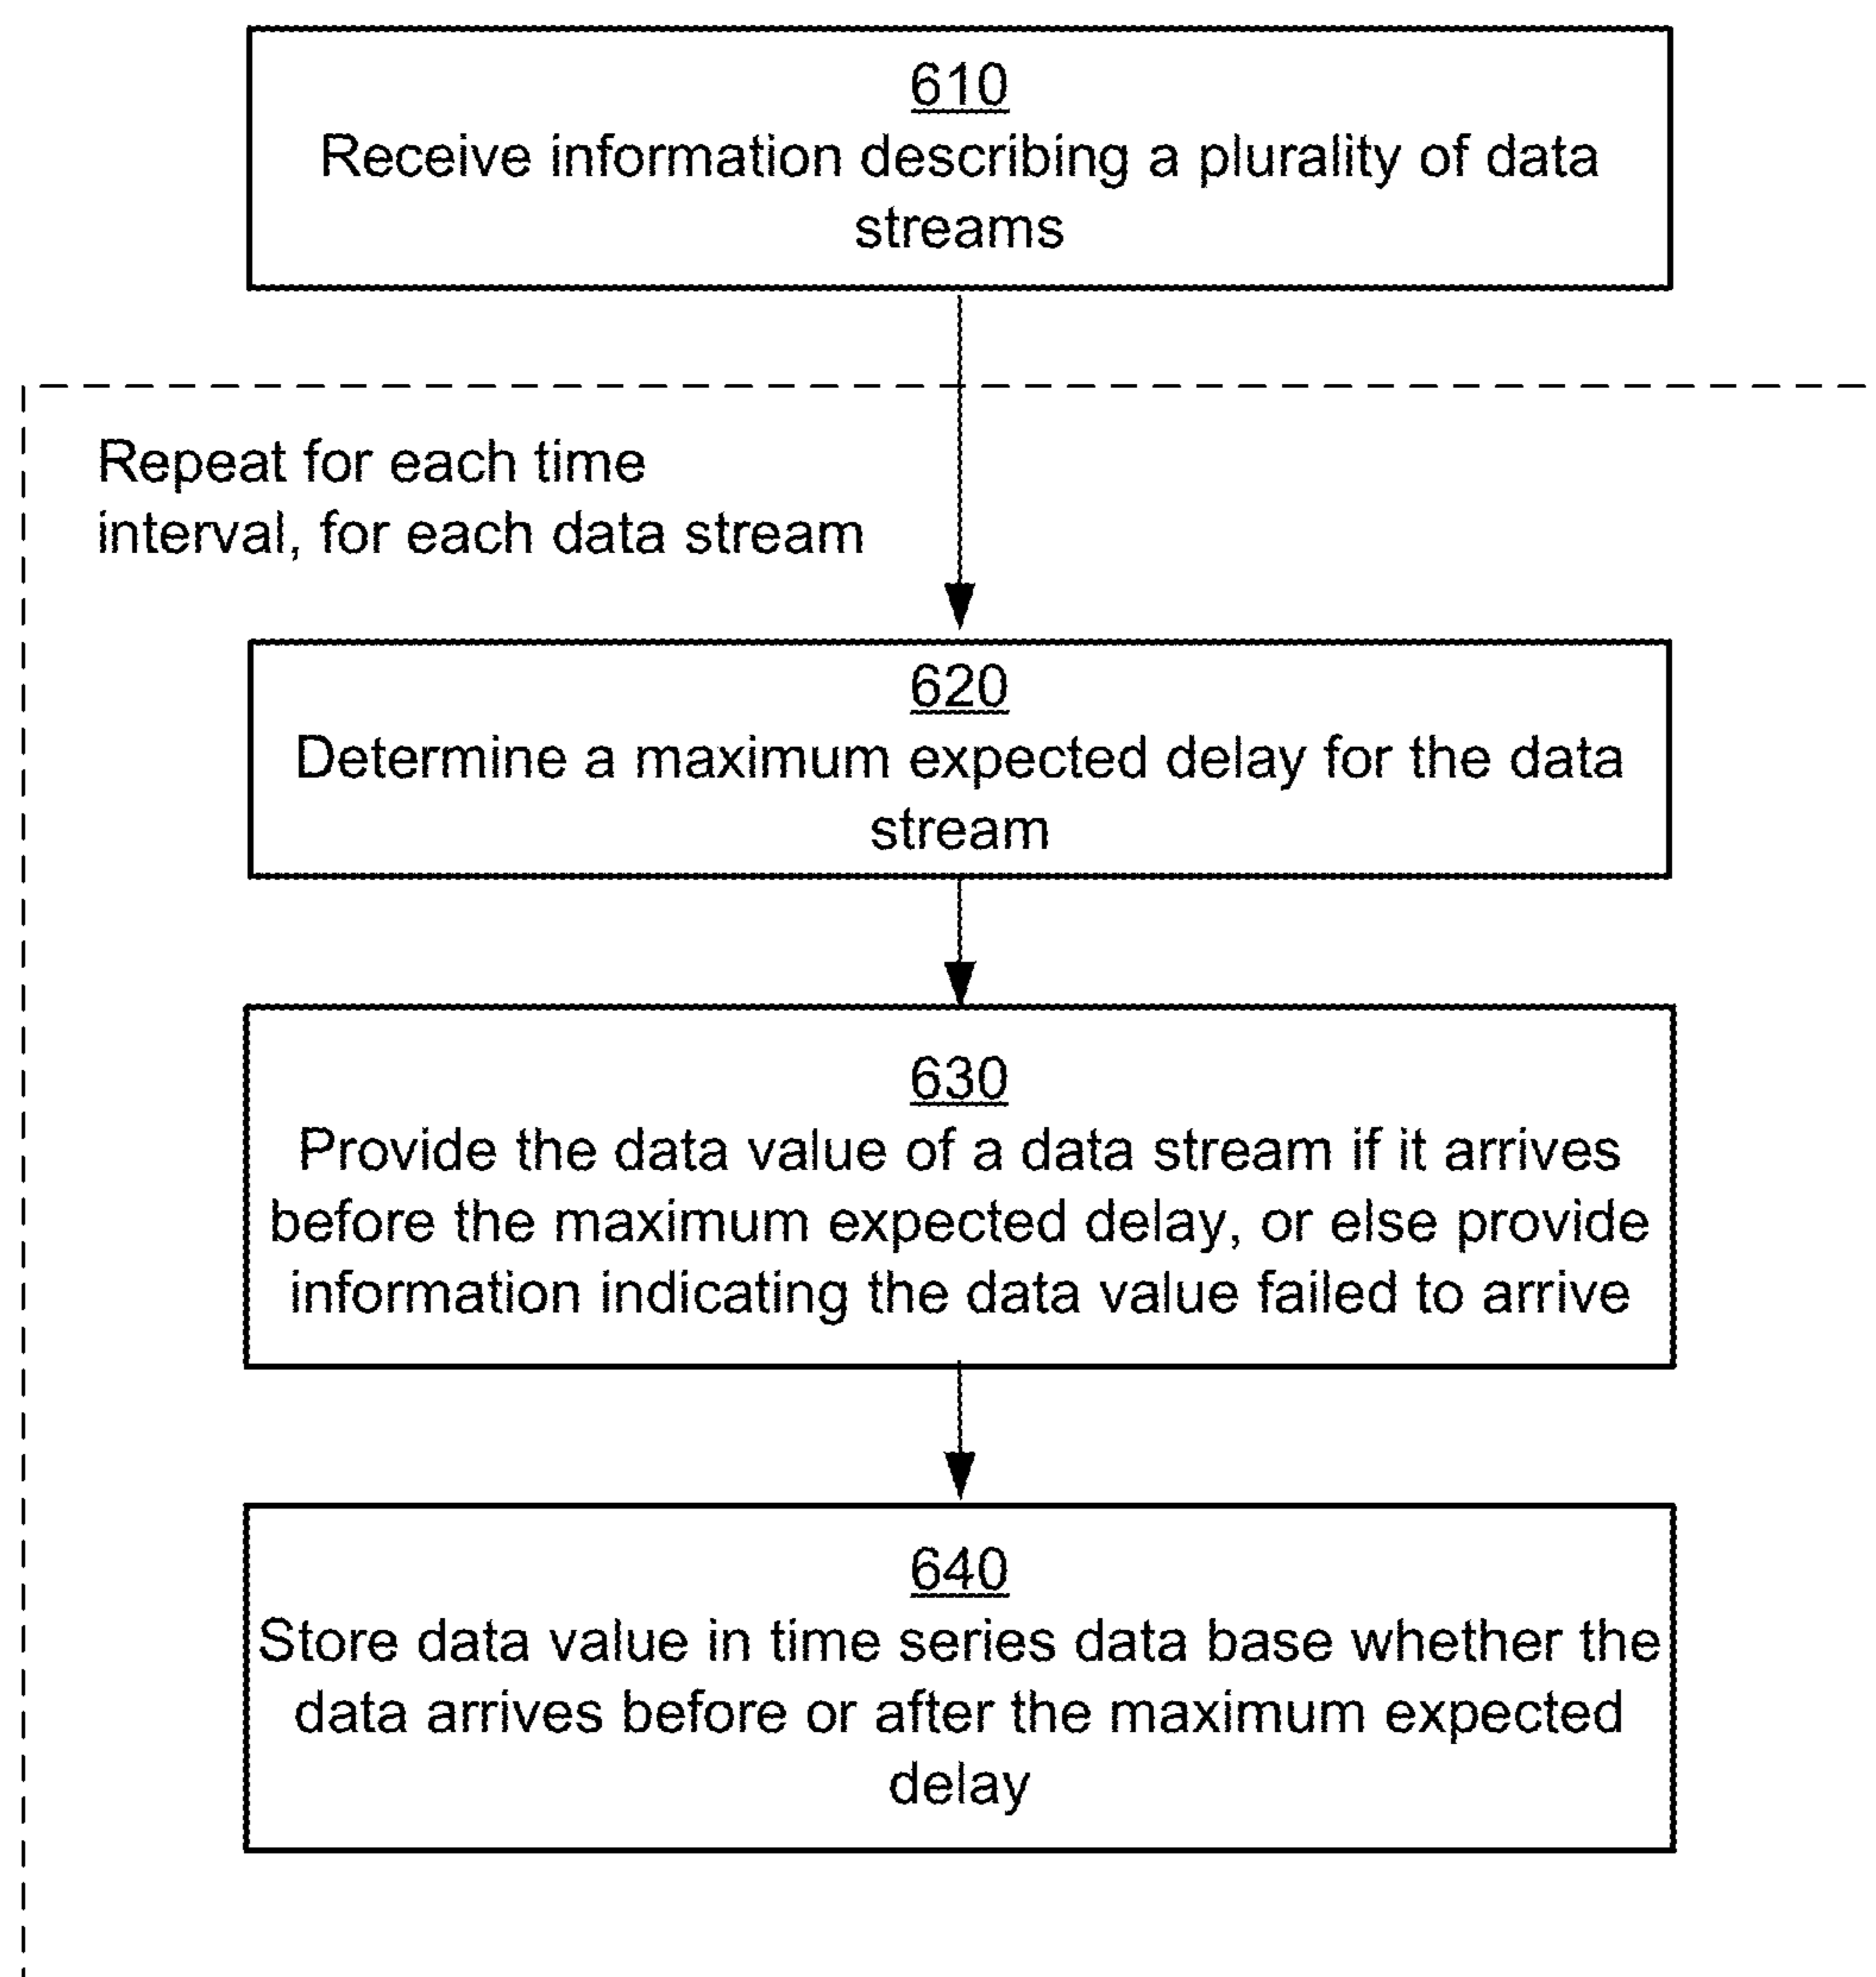 610
Receive information describing a plurality of data
streams
Repeat for each time
interval, for each data stream
620
Determine a maximum expected delay for the data
stream
630
Provide the data value of a data stream if it arrives
before the maximum expected delay, or else provide
information indicating the data value failed to arrive
640
Store data value in time series data base whether the
data arrives before or after the maximum expected
delay